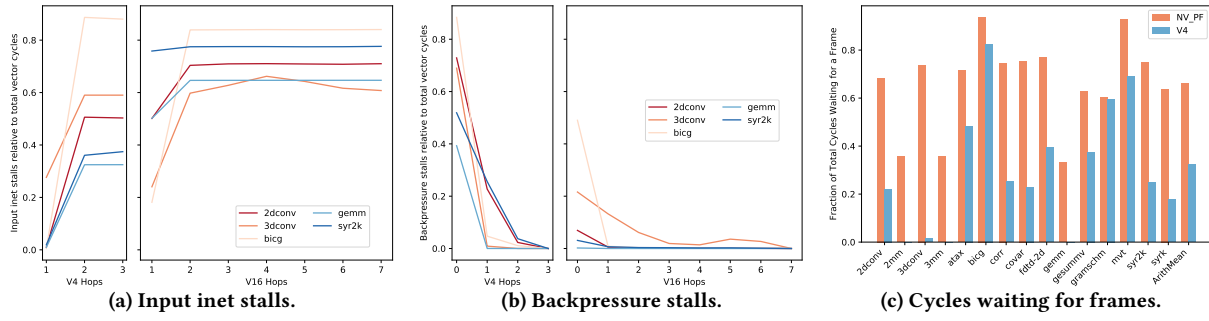 Input inet stalls relative to total vector cycles
0.8
0.6
0.4
0.2
0.0
1 2 3
V4 Hops
1 2 3 4 5 6 7
V16 Hops
2dconv
3dconv
bicg
gemm
syr2k
(a) Input inet stalls.
Backpressure stalls relative to total vector cycles
0.8
0.6
0.4
0.2
0.0
0 1 2 3
V4 Hops
0 1 2 3 4 5 6 7
V16 Hops
2dconv
3dconv
bicg
gemm
syr2k
(b) Backpressure stalls.
Fraction of Total Cycles Waiting for a Frame
0.8
0.6
0.4
0.2
0.0
NV_PF
V4
2dconv
2mm
3dconv
3mm
atax
bicg
corr
covar
fdtd-2d
gemm
gesummv
gramschm
mvt
syr2k
syrk
ArithMean
(c) Cycles waiting for frames.